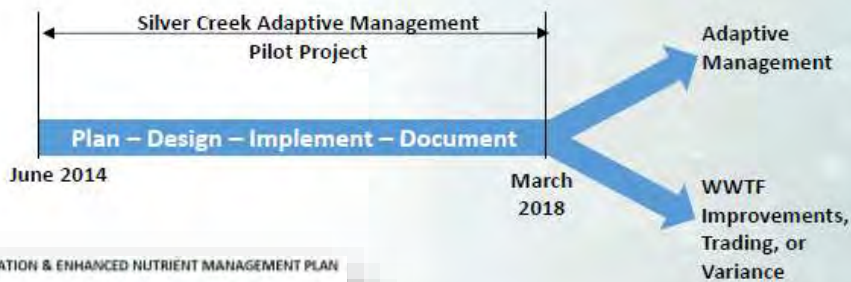 Silver Creek Adaptive Management
Pilot Project
Plan – Design – Implement – Document
June 2014
March
2018
Adaptive
Management
WWTF
Improvements,
Trading, or
Variance
ATION & ENHANCED NUTRIENT MANAGEMENT PLAN